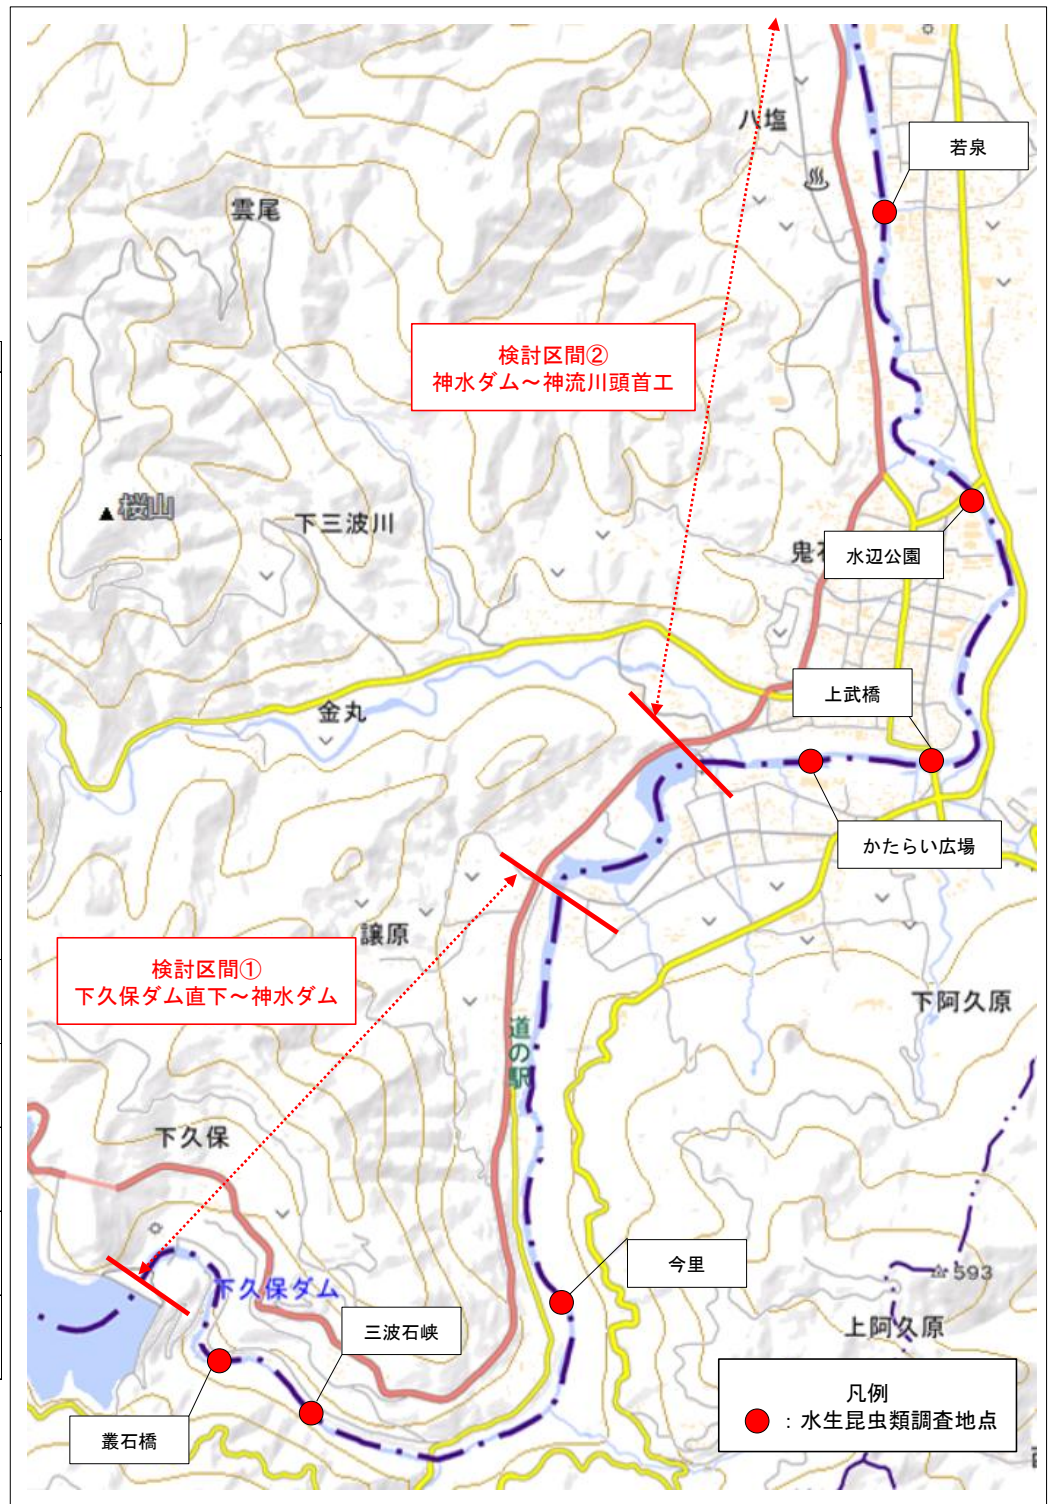 八塩
若泉
雲尾
検討区間②
神水ダム～神流川頭首工
桜山
下三波川
鬼石
水辺公園
上武橋
金丸
かたらい広場
譲原
検討区間①
下久保ダム直下～神水ダム
下阿久原
道の駅
下久保
今里
593
下久保ダム
三波石峡
上阿久原
叢石橋
凡例
：水生昆虫類調査地点